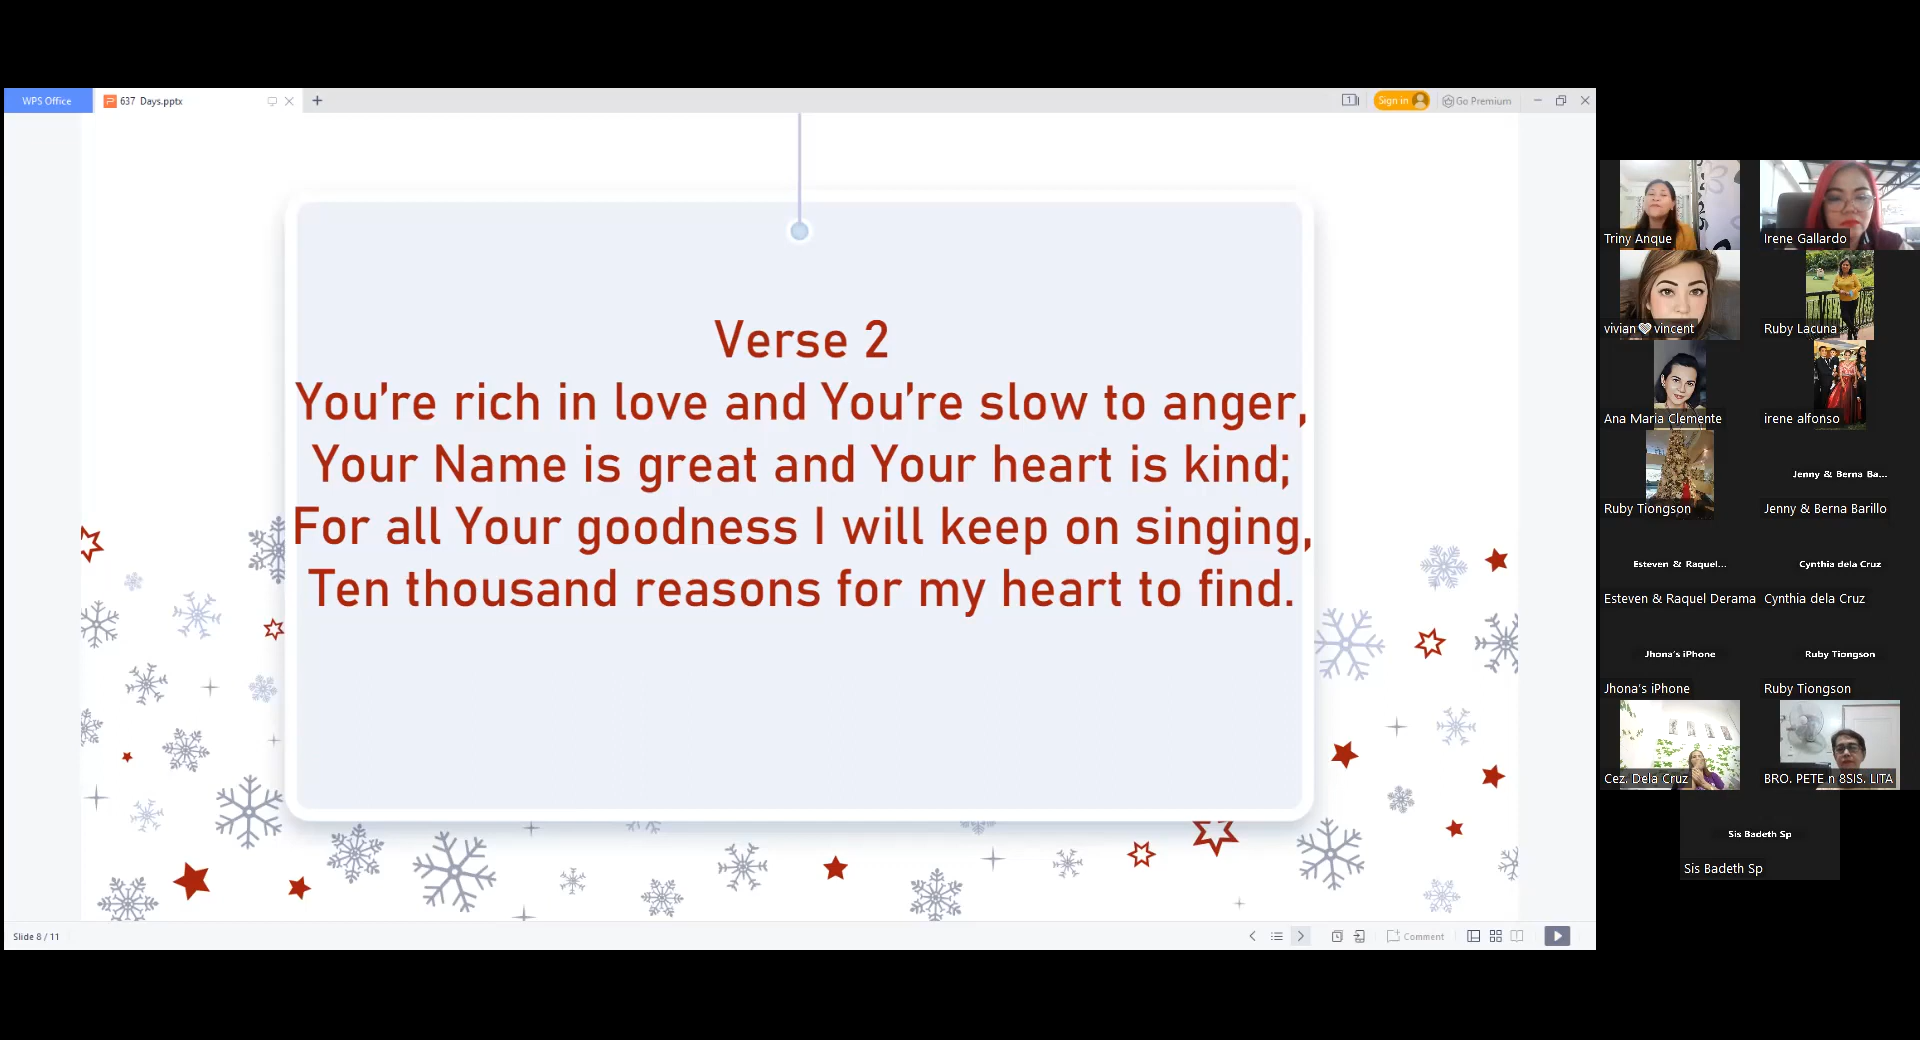 WPS Office
637 Days.pptx
1
Sign in
Go Premium
Verse 2
You’re rich in love and You’re slow to anger,
Your Name is great and Your heart is kind;
For all Your goodness I will keep on singing,
Ten thousand reasons for my heart to find.
Slide 8 / 11
Comment
Triny Anque
Irene Gallardo
vivian🤍vincent
Ruby Lacuna
Ana Maria Clemente
irene alfonso
Ruby Tiongson
Jenny & Berna Ba...
Jenny & Berna Barillo
Esteven & Raquel...
Esteven & Raquel Derama
Cynthia dela Cruz
Cynthia dela Cruz
Jhona's iPhone
Jhona's iPhone
Ruby Tiongson
Ruby Tiongson
Cez. Dela Cruz
BRO. PETE n 8SIS. LITA
Sis Badeth Sp
Sis Badeth Sp